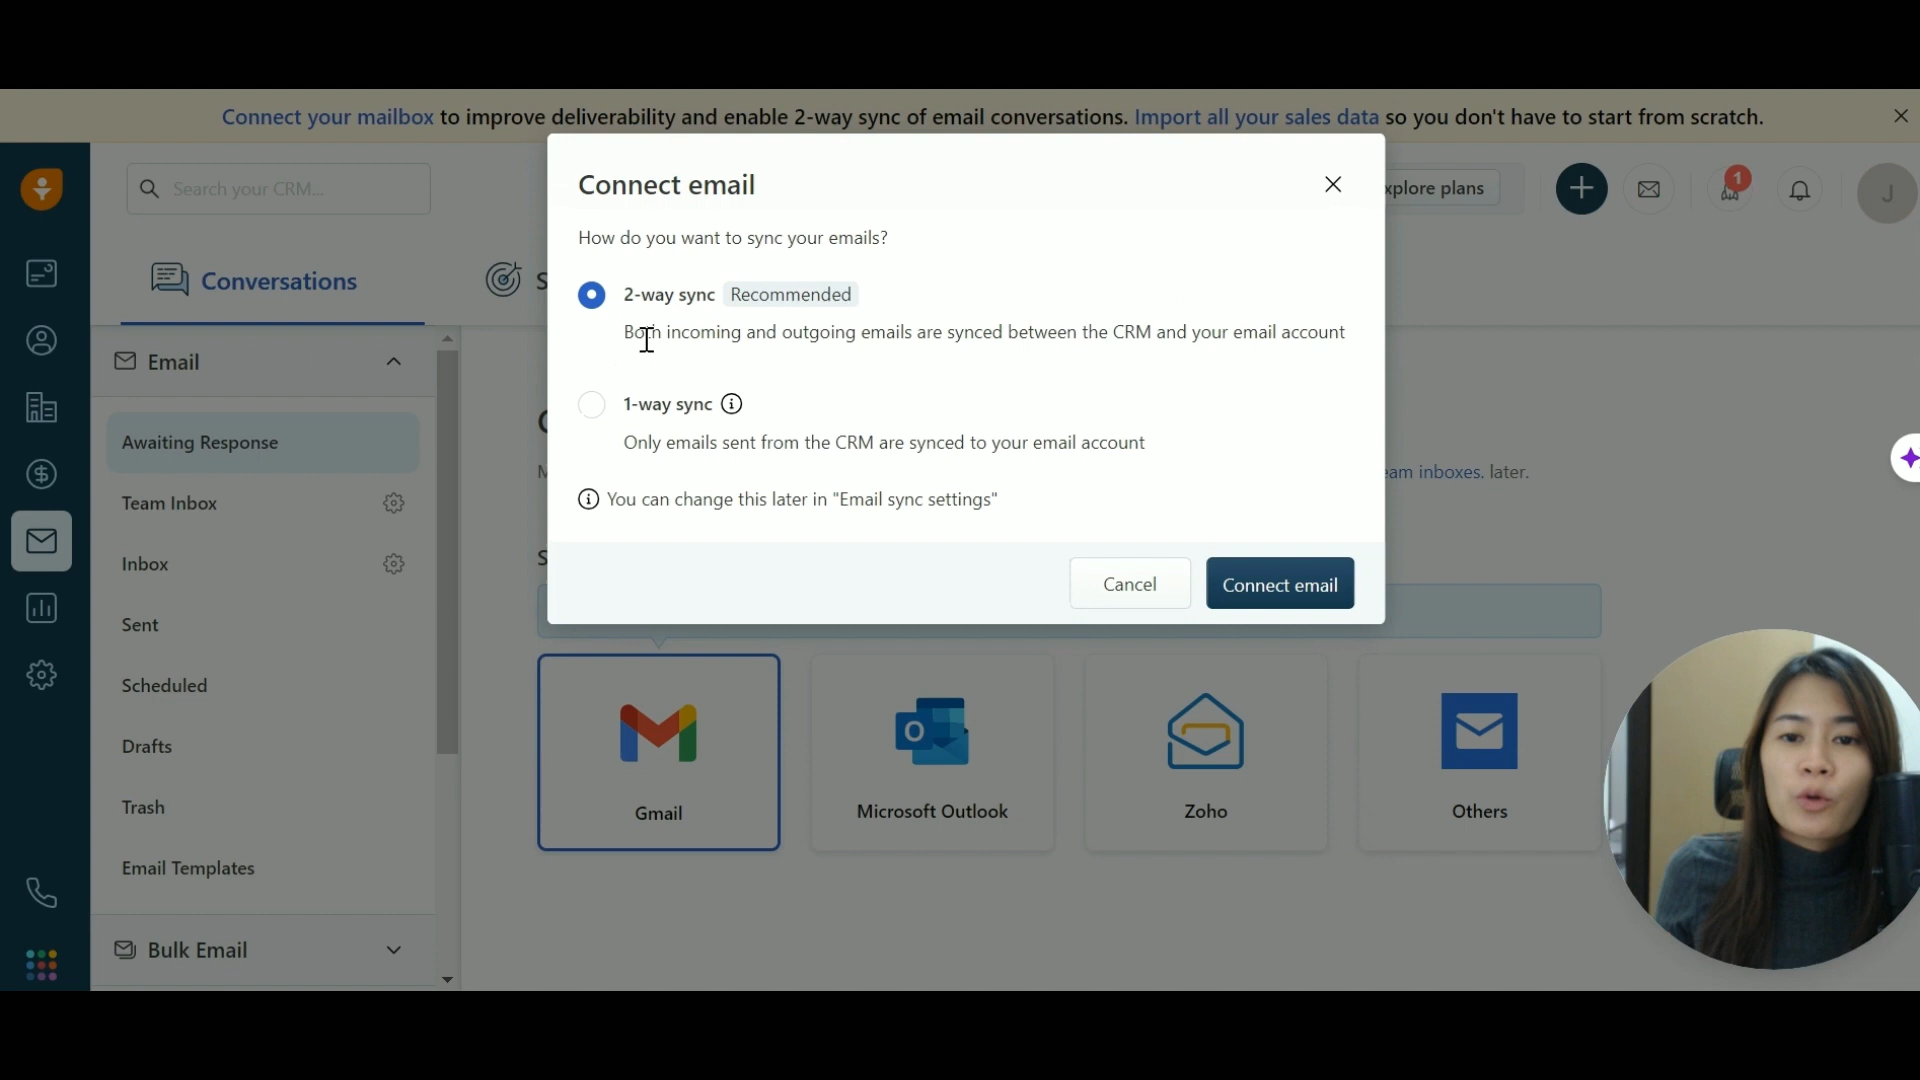 Connect your mailbox to improve deliverability and enable 2-way sync of email conversations. Import all your sales data so you don't have to start from scratch.
Search your CRM...
Connect email
xplore plans
1
J
How do you want to sync your emails?
Conversations
S
2-way sync Recommended
Both incoming and outgoing emails are synced between the CRM and your email account
Email
1-way sync
Only emails sent from the CRM are synced to your email account
Awaiting Response
eam inboxes. later.
You can change this later in "Email sync settings"
Team Inbox
Inbox
Cancel
Connect email
Sent
Scheduled
Drafts
Trash
Email Templates
Bulk Email
Gmail
Microsoft Outlook
Zoho
Others